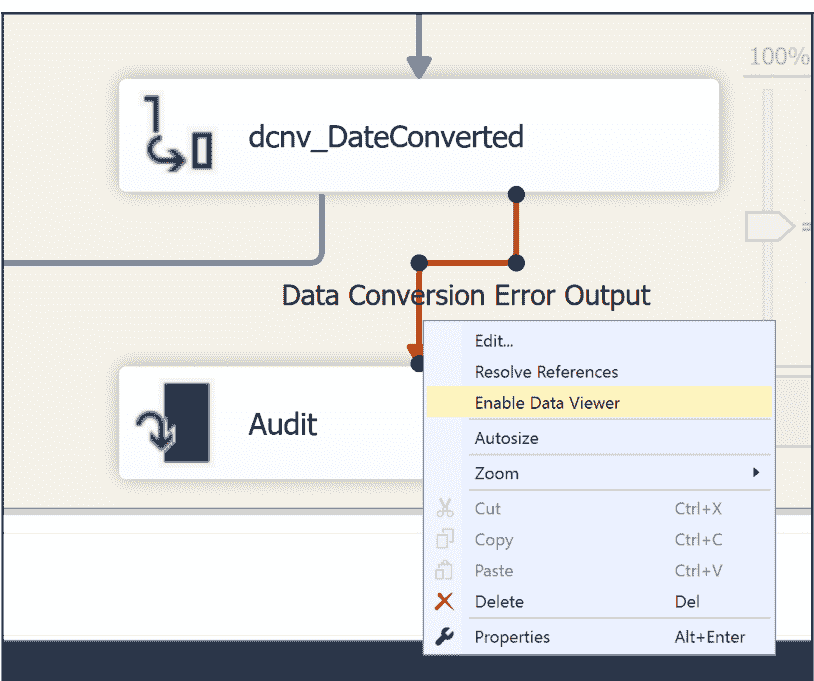 100%
dcnv_DateConverted
Data Conversion Error Output
Edit...
Resolve References
Enable Data Viewer
Audit
Autosize
Zoom
Cut Ctrl+X
Copy Ctrl+C
Paste Ctrl+V
Delete Del
Properties Alt+Enter